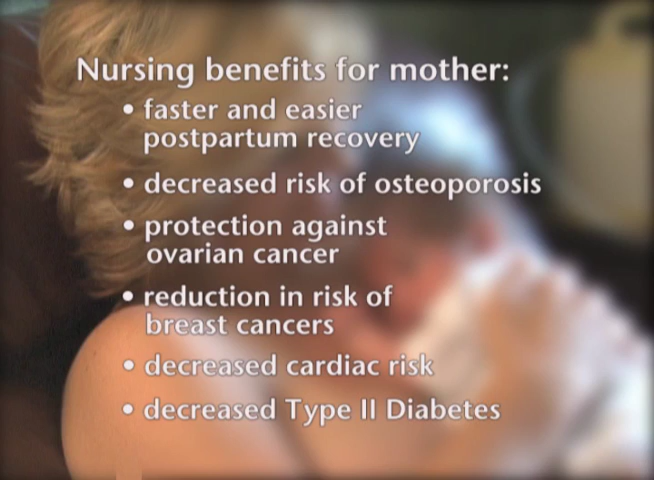 Nursing benefits for mother:
• faster and easier
postpartum recovery
• decreased risk of osteoporosis
• protection against
ovarian cancer
• reduction in risk of
breast cancers
• decreased cardiac risk
• decreased Type II Diabetes